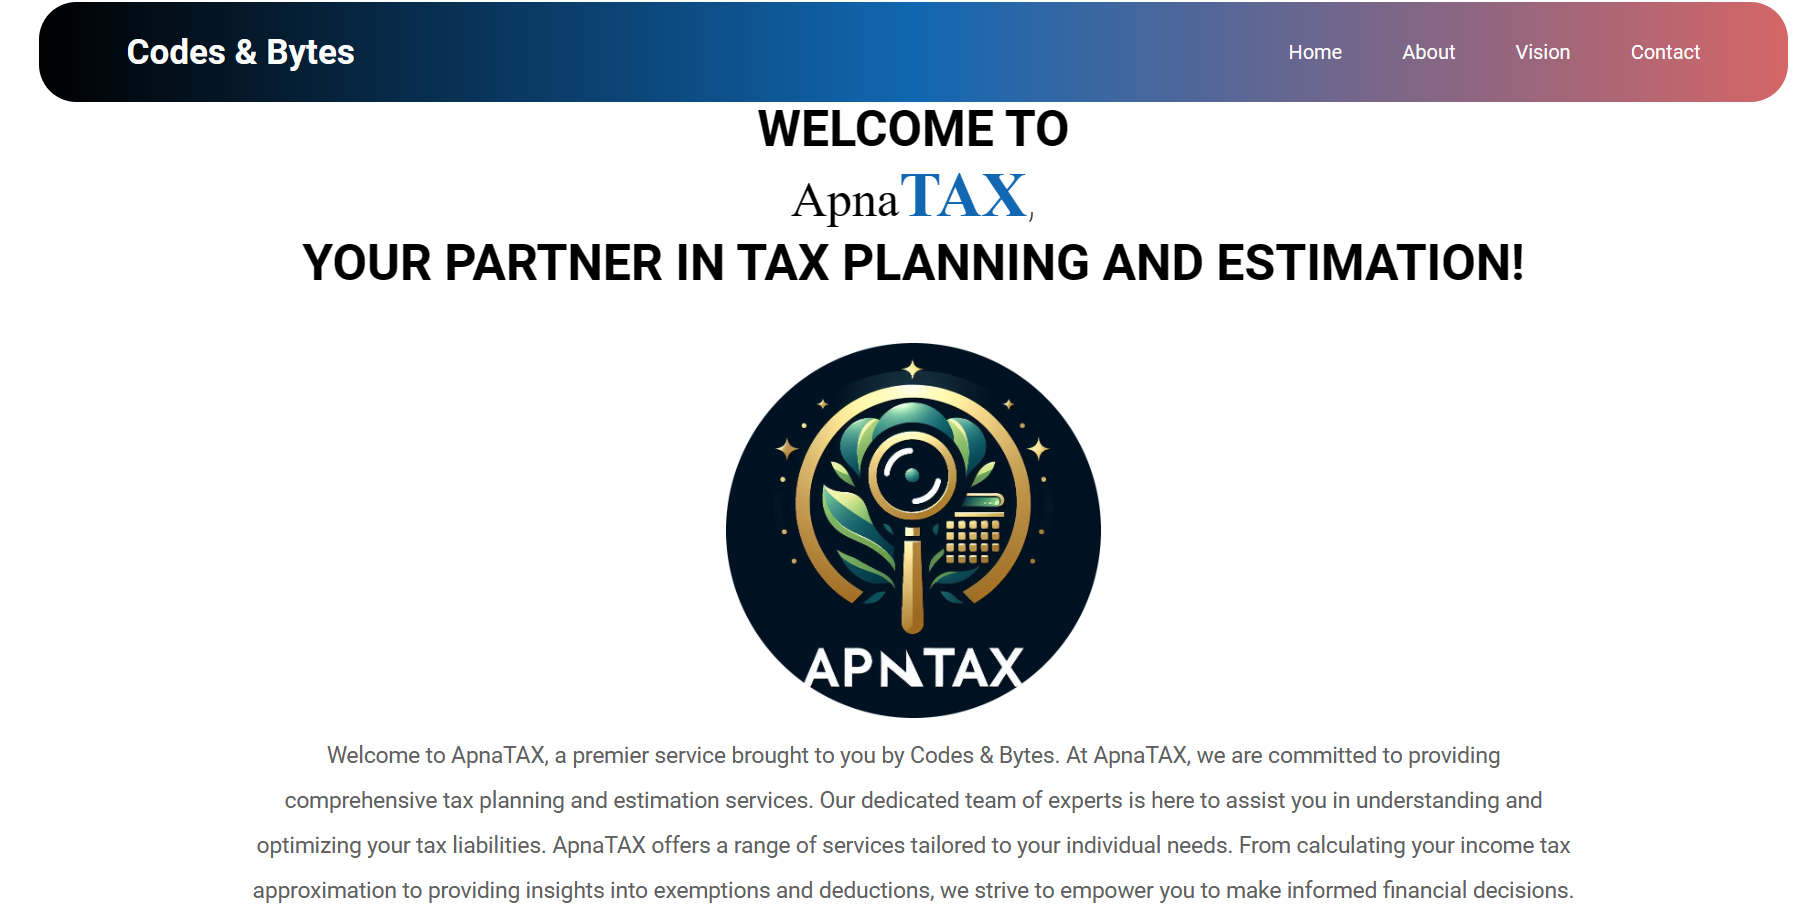 Codes & Bytes
Home About Vision Contact
WELCOME TO
ApnaTAX,
YOUR PARTNER IN TAX PLANNING AND ESTIMATION!
APNTAX
Welcome to ApnaTAX, a premier service brought to you by Codes & Bytes. At ApnaTAX, we are committed to providing
comprehensive tax planning and estimation services. Our dedicated team of experts is here to assist you in understanding and
optimizing your tax liabilities. ApnaTAX offers a range of services tailored to your individual needs. From calculating your income tax
approximation to providing insights into exemptions and deductions, we strive to empower you to make informed financial decisions.